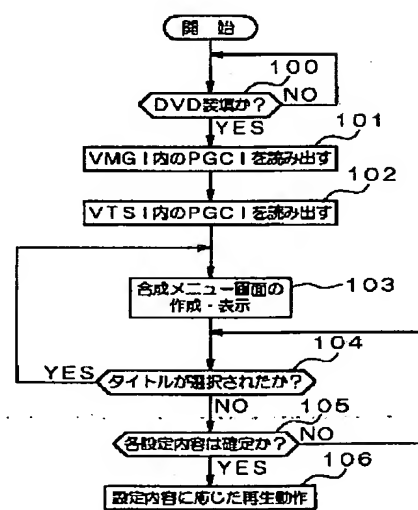 開 始
100
DVD装填か? NO
YES
101
VMGI内のPGCIを読み出す
102
VTSI内のPGCIを読み出す
合成メニュー画面の
作成・表示
103
104
YES タイトルが選択されたか?
NO
105
各設定内容は確定か? NO
YES
106
設定内容に応じた再生動作